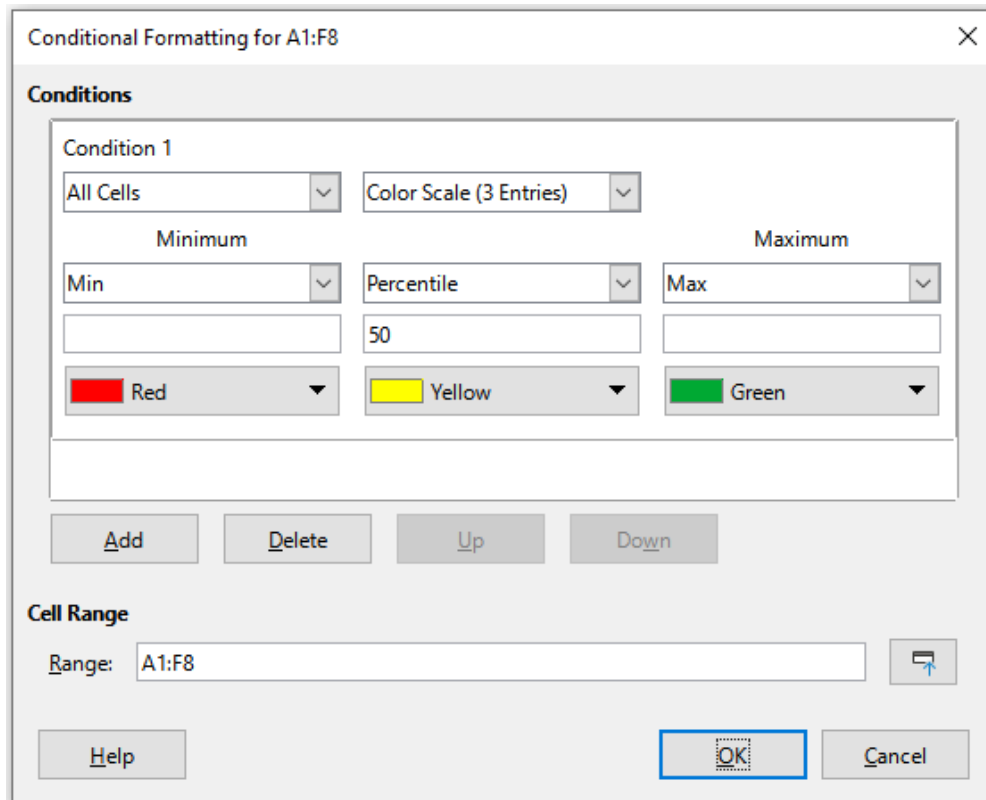 Conditional Formatting for A1:F8
Conditions
Condition 1
All Cells Color Scale (3 Entries)
Minimum Maximum
Min Percentile Max
50
Red Yellow Green
Add Delete Up Down
Cell Range
Range: A1:F8
Help OK Cancel